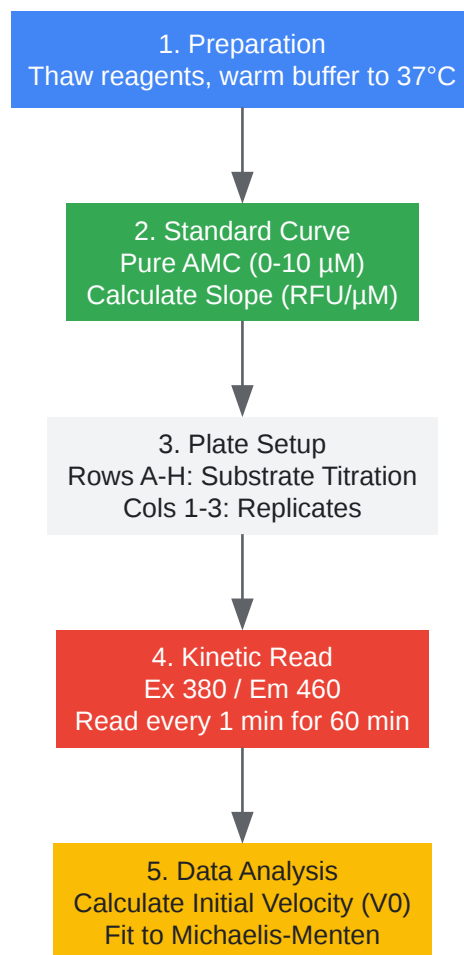 1. Preparation
Thaw reagents, warm buffer to 37°C
2. Standard Curve
Pure AMC (0-10 µM)
Calculate Slope (RFU/µM)
3. Plate Setup
Rows A-H: Substrate Titration
Cols 1-3: Replicates
4. Kinetic Read
Ex 380 / Em 460
Read every 1 min for 60 min
5. Data Analysis
Calculate Initial Velocity (V0)
Fit to Michaelis-Menten